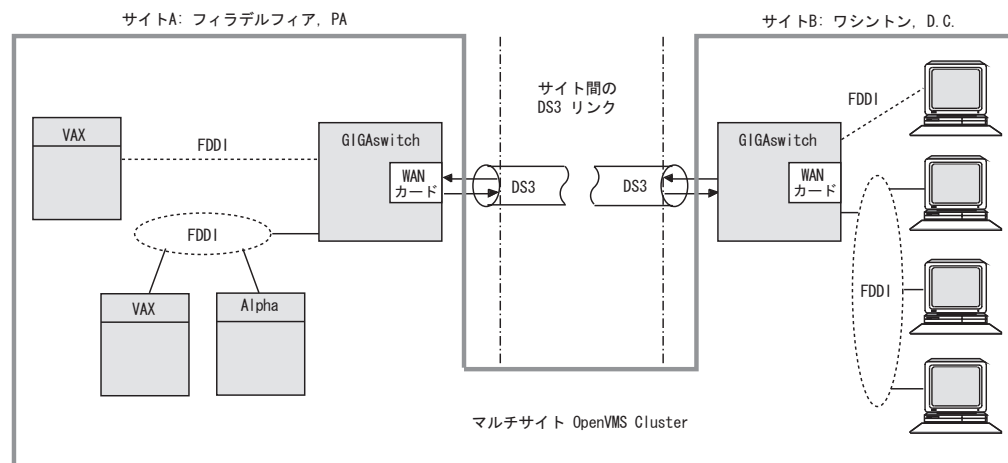 サイトA: フィラデルフィア, PA
サイトB: ワシントン, D.C.
サイト間の
DS3 リンク
VAX
FDDI
GIGAswitch
WAN
カード
DS3
DS3
GIGAswitch
WAN
カード
FDDI
FDDI
VAX
Alpha
FDDI
マルチサイト OpenVMS Cluster